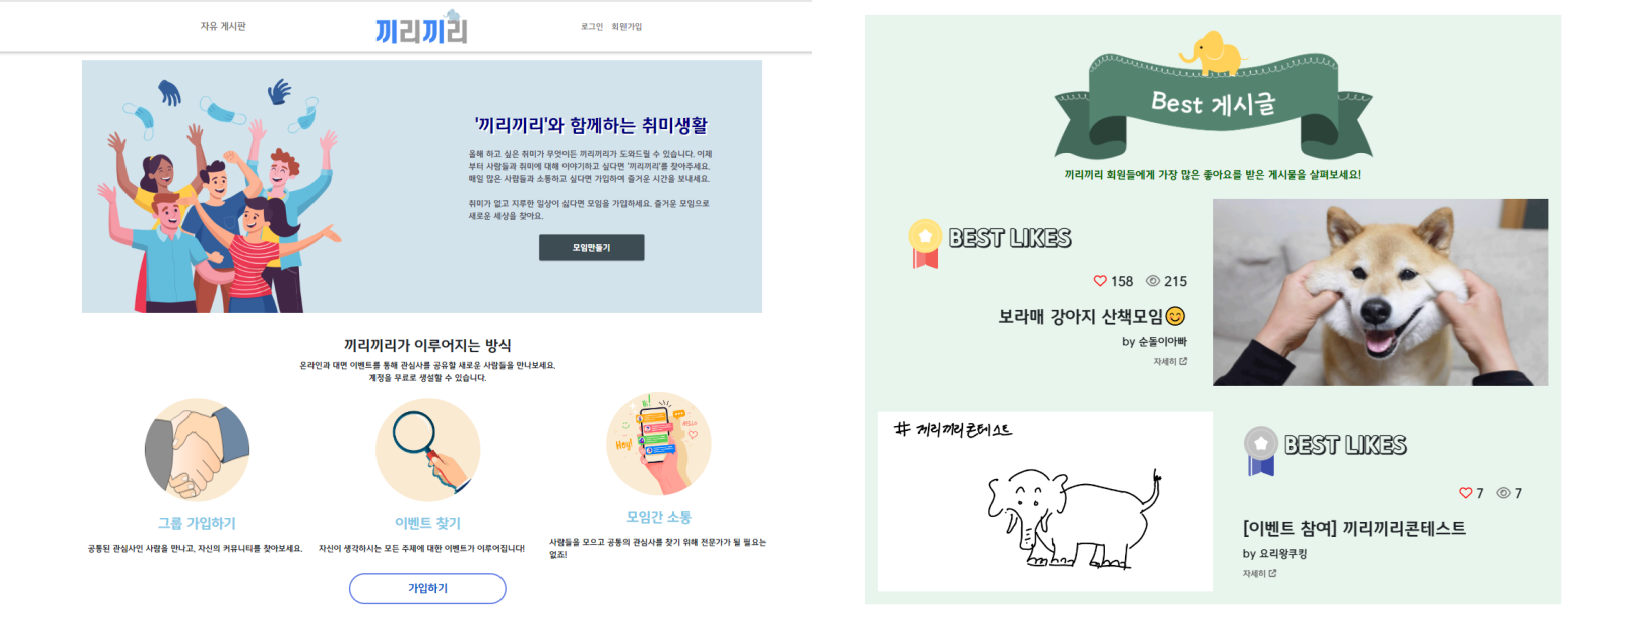 자유 게시판
끼리끼리
로그인 회원가입
'끼리끼리'와 함께하는 취미생활
올해 하고 싶은 취미가 무엇이든 끼리끼리가 도와드릴 수 있습니다. 이제
부터 사람들과 취미에 대해 이야기하고 싶다면 '끼리끼리'를 찾아주세요.
매일 많은 사람들과 소통하고 싶다면 가입하여 즐거운 시간을 보내세요.
취미가 없고 지루한 일상이 싫다면 모임을 가입하세요. 즐거운 모임으로
새로운 세상을 찾아요.
모임만들기
끼리끼리가 이루어지는 방식
온라인과 대면 이벤트를 통해 관심사를 공유할 새로운 사람들을 만나보세요.
계정을 무료로 생설할 수 있습니다.
Hey!
HELLO
그룹 가입하기
공통된 관심사인 사람을 만나고, 자신의 커뮤니티를 찾아보세요.
이벤트 찾기
자신이 생각하시는 모든 주제에 대한 이벤트가 이루어집니다!
모임간 소통
사람들을 모으고 공통의 관심사를 찾기 위해 전문가가 될 필요는
없죠!
가입하기
Best 게시글
끼리끼리 회원들에게 가장 많은 좋아요를 받은 게시물을 살펴보세요!
BEST LIKES
158 215
보라매 강아지 산책모임😊
by 순돌이아빠
자세히
# 끼리끼리콘테스트
BEST LIKES
7 7
[이벤트 참여] 끼리끼리콘테스트
by 요리왕쿠킹
자세히